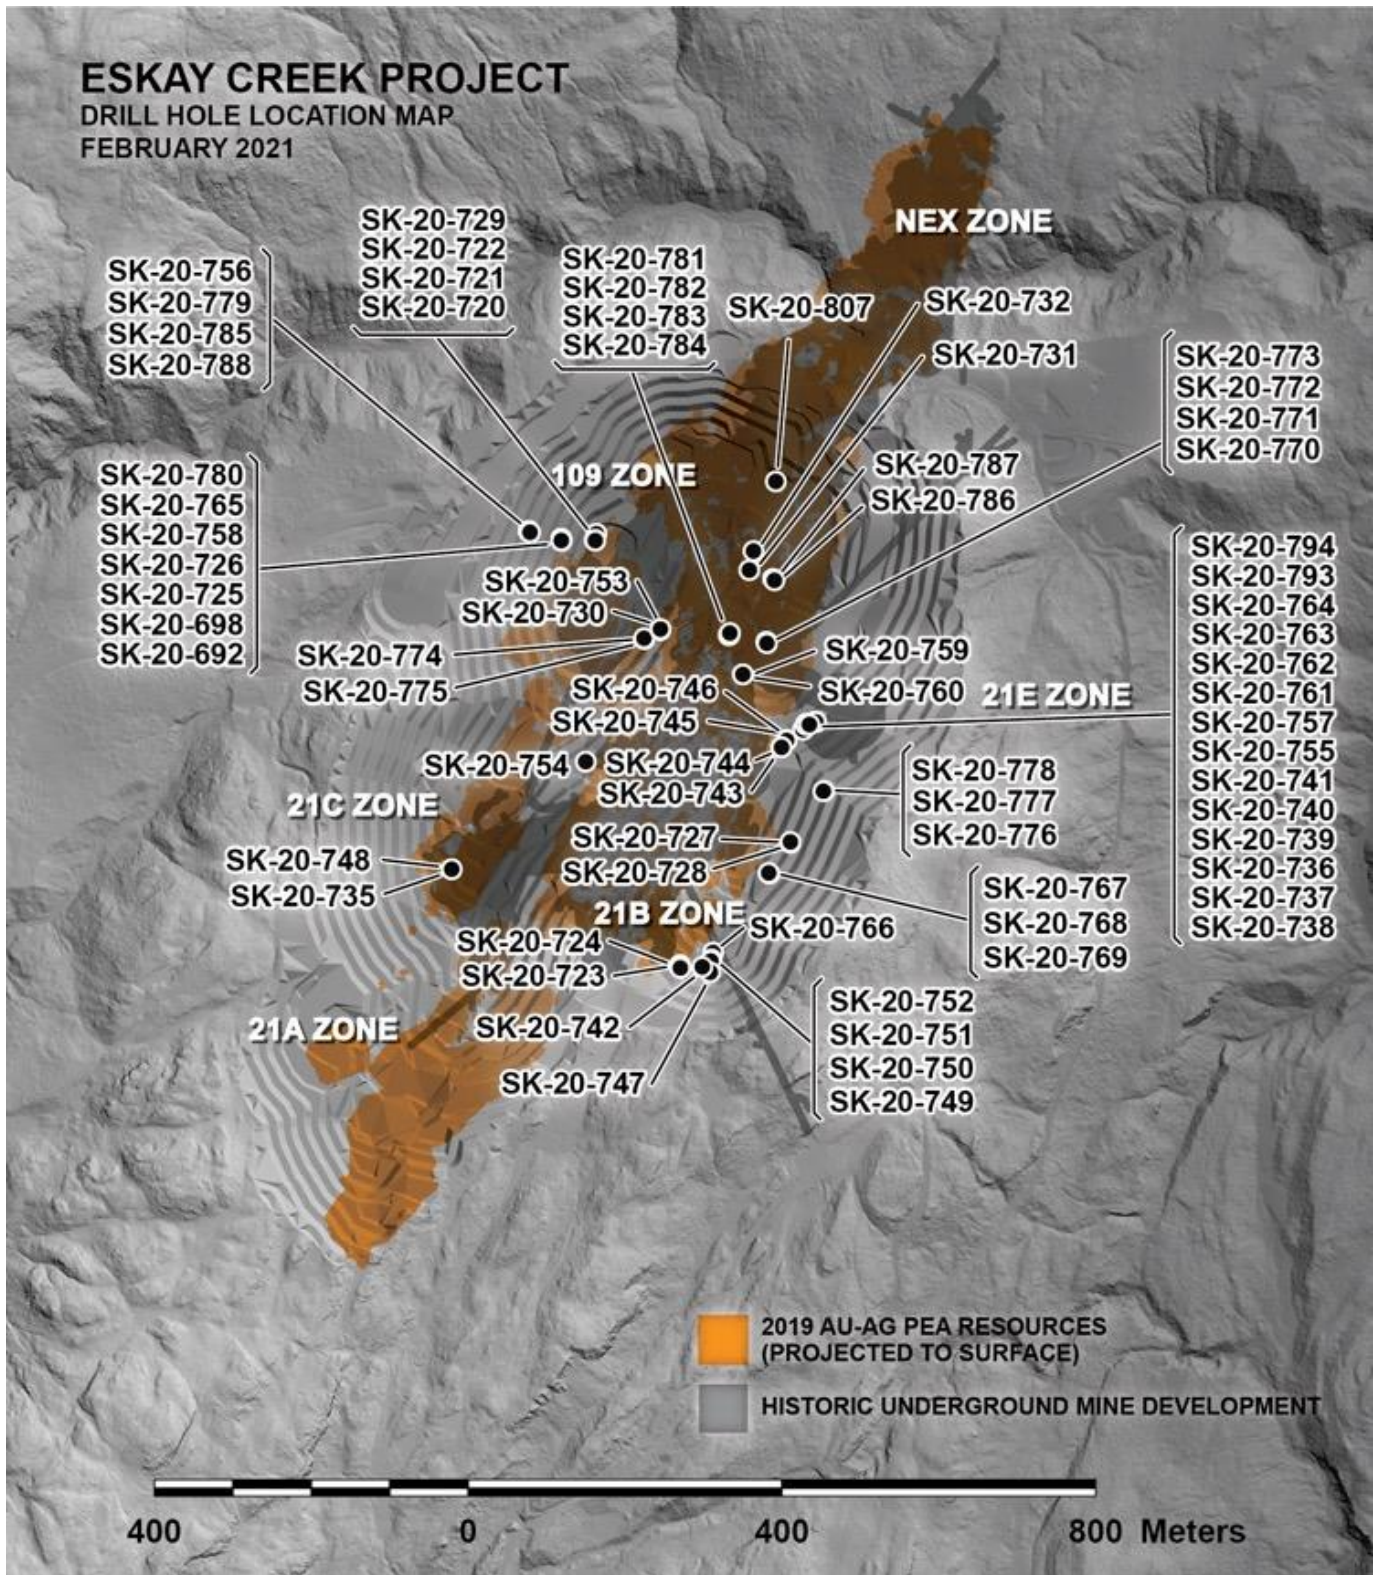 ESKAY CREEK PROJECT
DRILL HOLE LOCATION MAP
FEBRUARY 2021
NEX ZONE
SK-20-729
SK-20-722
SK-20-721
SK-20-720
SK-20-756
SK-20-779
SK-20-785
SK-20-788
SK-20-781
SK-20-782
SK-20-783
SK-20-784
SK-20-807
SK-20-732
SK-20-731
SK-20-773
SK-20-772
SK-20-771
SK-20-770
109 ZONE
SK-20-787
SK-20-786
SK-20-780
SK-20-765
SK-20-758
SK-20-726
SK-20-725
SK-20-698
SK-20-692
SK-20-753
SK-20-730
SK-20-774
SK-20-775
SK-20-759
SK-20-760
21E ZONE
SK-20-794
SK-20-793
SK-20-764
SK-20-763
SK-20-762
SK-20-761
SK-20-757
SK-20-755
SK-20-741
SK-20-740
SK-20-739
SK-20-736
SK-20-737
SK-20-738
SK-20-746
SK-20-745
SK-20-744
SK-20-743
SK-20-754
21C ZONE
SK-20-778
SK-20-777
SK-20-776
SK-20-727
SK-20-728
SK-20-748
SK-20-735
21B ZONE
SK-20-767
SK-20-768
SK-20-769
SK-20-766
SK-20-724
SK-20-723
SK-20-742
SK-20-747
SK-20-752
SK-20-751
SK-20-750
SK-20-749
21A ZONE
2019 AU-AG PEA RESOURCES
(PROJECTED TO SURFACE)
HISTORIC UNDERGROUND MINE DEVELOPMENT
400 0 400 800 Meters